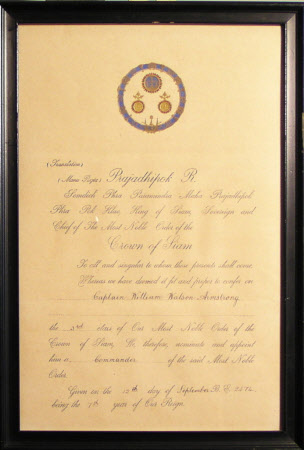 (Translation)
(Manu Regia) Prajadhipok R.
Somdech Phra Paramindra Maha Prajadhipok
Phra Pok Klao, King of Siam, Sovereign and
Chief of The Most Noble Order of the
Crown of Siam
To all and singular to whom these presents shall come
Whereas we have deemed it fit and proper to confer on
Captain William Watson Armstrong
the 3rd class of Our Most Noble Order of the
Crown of Siam, We therefore, nominate and appoint
him a Commander of the said Most Noble
Order.
Given on the day of September B.E. 2474
being the 7th year of Our Reign.